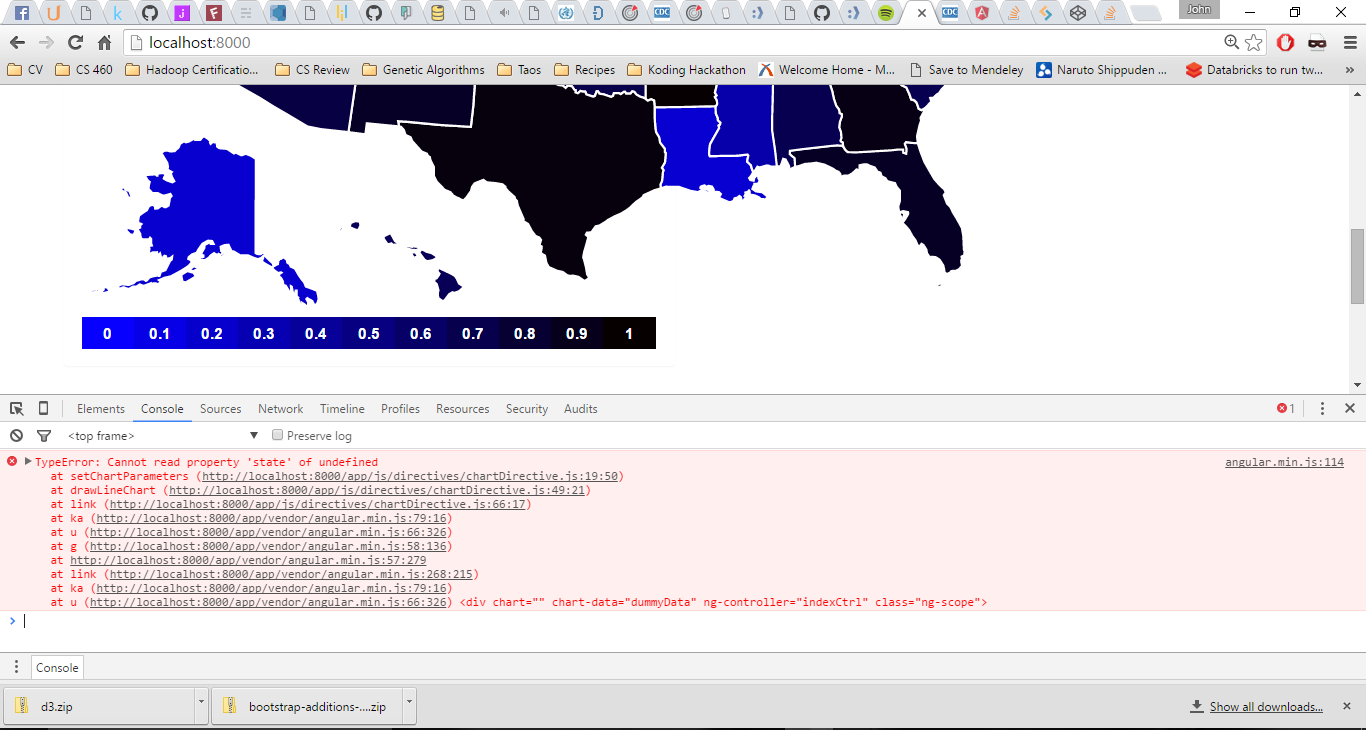 John
localhost:8000
CV
CS 460
Hadoop Certificatio...
CS Review
Genetic Algorithms
Taos
Recipes
Koding Hackathon
Welcome Home - M...
Save to Mendeley
Naruto Shippuden ...
Databricks to run tw...
»
0 0.1 0.2 0.3 0.4 0.5 0.6 0.7 0.8 0.9 1
Elements Console Sources Network Timeline Profiles Resources Security Audits 1
<top frame> Preserve log
TypeError: Cannot read property 'state' of undefined angular.min.js:114
at setChartParameters (http://localhost:8000/app/js/directives/chartDirective.js:19:50)
at drawLineChart (http://localhost:8000/app/js/directives/chartDirective.js:49:21)
at link (http://localhost:8000/app/js/directives/chartDirective.js:66:17)
at ka (http://localhost:8000/app/vendor/angular.min.js:79:16)
at u (http://localhost:8000/app/vendor/angular.min.js:66:326)
at g (http://localhost:8000/app/vendor/angular.min.js:58:136)
at http://localhost:8000/app/vendor/angular.min.js:57:279
at link (http://localhost:8000/app/vendor/angular.min.js:268:215)
at ka (http://localhost:8000/app/vendor/angular.min.js:79:16)
at u (http://localhost:8000/app/vendor/angular.min.js:66:326) <div chart="" chart-data="dummyData" ng-controller="indexCtrl" class="ng-scope">
>
Console
d3.zip
bootstrap-additions-....zip
Show all downloads...